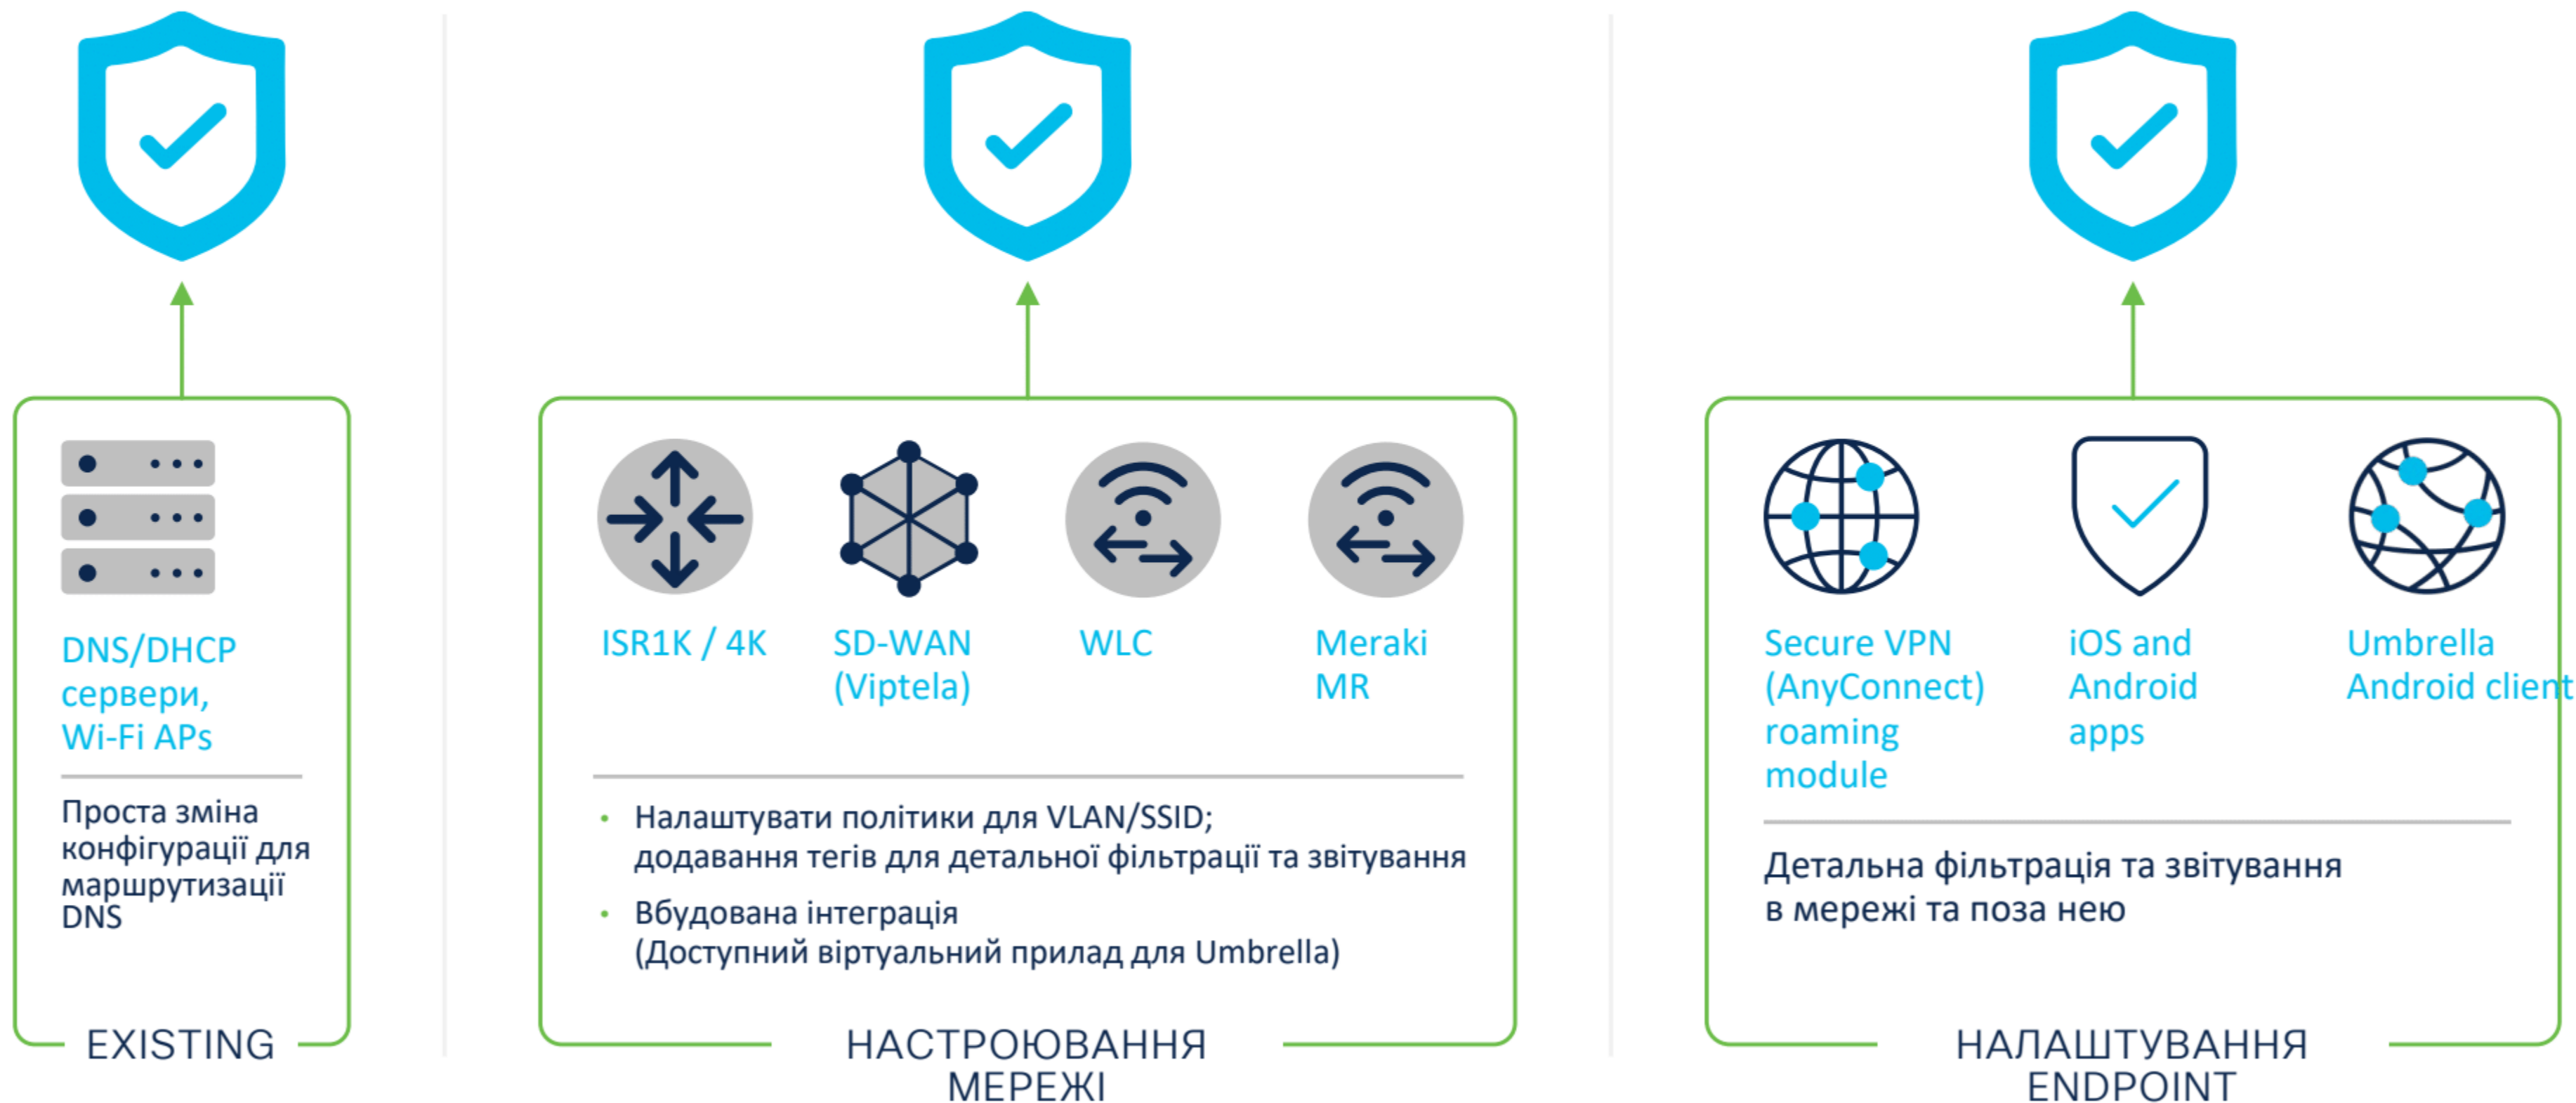 DNS/DHCP
сервери,
Wi-Fi APs
Проста зміна
конфігурації для
маршрутизації
DNS
EXISTING
ISR1K / 4K
SD-WAN
(Viptela)
WLC
Meraki
MR
• Налаштувати політики для VLAN/SSID;
додавання тегів для детальної фільтрації та звітування
• Вбудована інтеграція
(Доступний віртуальний прилад для Umbrella)
НАСТРОЮВАННЯ
МЕРЕЖІ
Secure VPN
(AnyConnect)
roaming
module
iOS and
Android
apps
Umbrella
Android client
Детальна фільтрація та звітування
в мережі та поза нею
НАЛАШТУВАННЯ
ENDPOINT